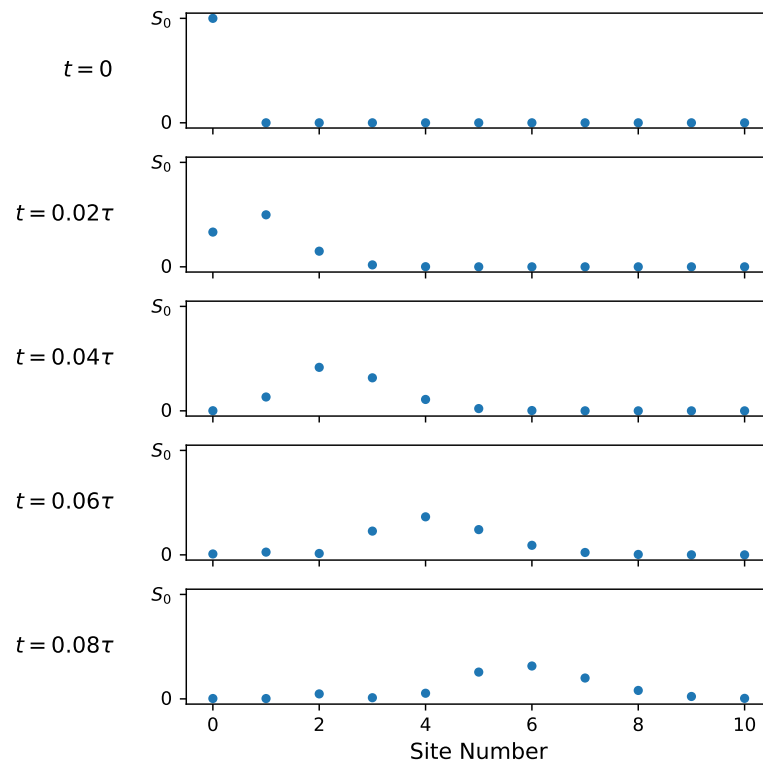 S₀
t = 0
0
S₀
t = 0.02τ
0
S₀
t = 0.04τ
0
S₀
t = 0.06τ
0
S₀
t = 0.08τ
0
0 2 4 6 8 10
Site Number